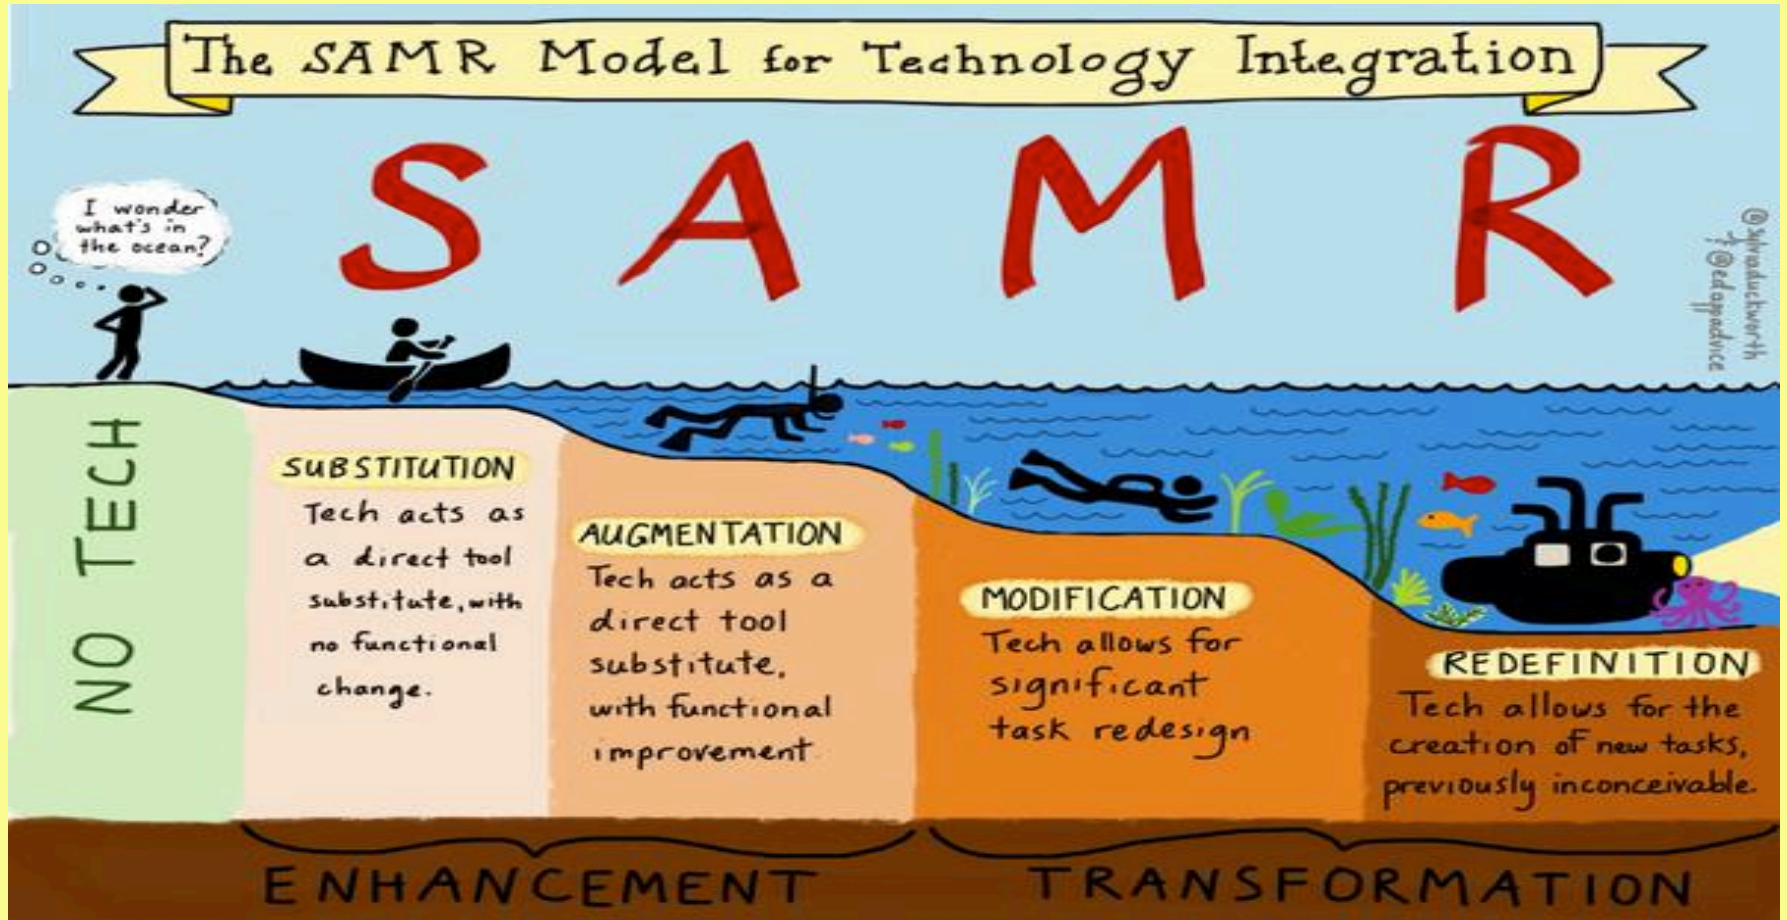 The SAMR Model for Technology Integration
S A M R
I wonder
what's in
the ocean?
@sylviaduckworth
& @edappadvice
NO TECH
SUBSTITUTION
Tech acts as
a direct tool
substitute, with
no functional
change.
AUGMENTATION
Tech acts as a
direct tool
substitute,
with functional
improvement
MODIFICATION
Tech allows for
significant
task redesign
REDEFINITION
Tech allows for the
creation of new tasks,
previously inconceivable.
ENHANCEMENT
TRANSFORMATION